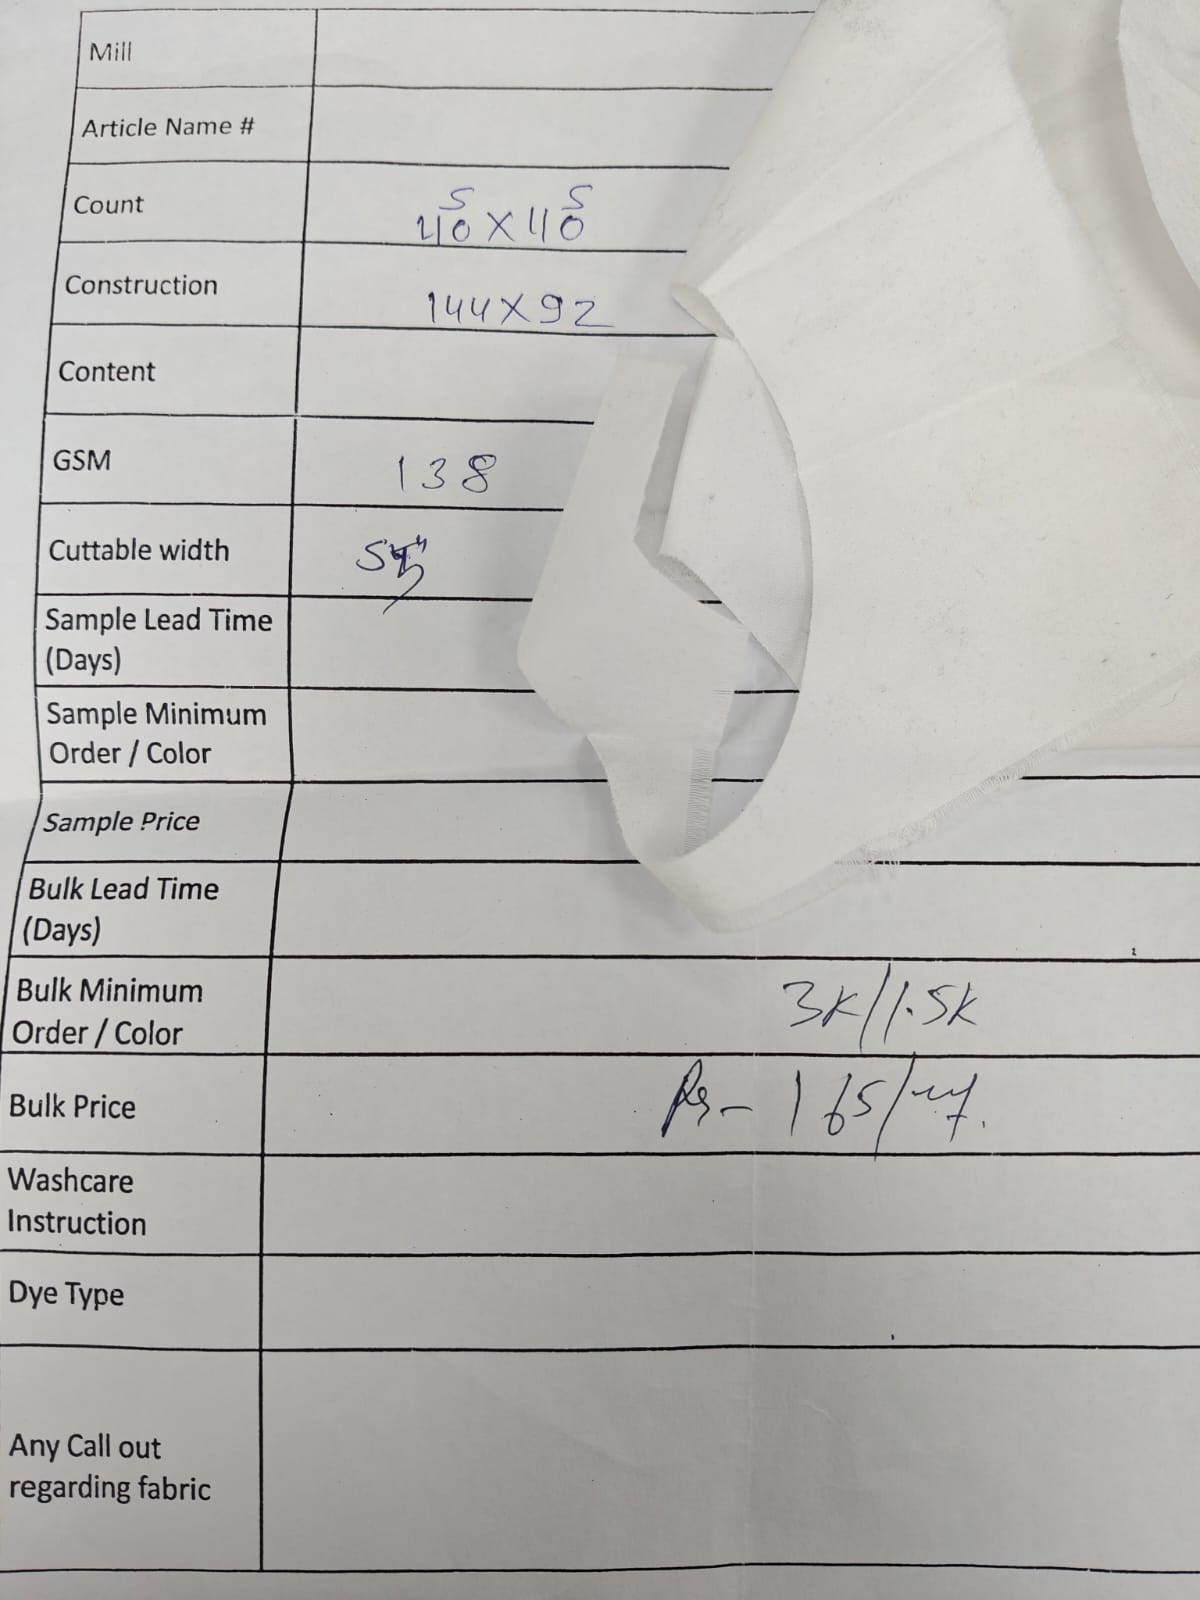 Mill
Article Name #
Count 40s X 40s
Construction 144X92
Content
GSM 138
Cuttable width
Sample Lead Time
(Days)
Sample Minimum
Order / Color
Sample Price
Bulk Lead Time
(Days)
Bulk Minimum
Order / Color 3K/1.5K
Bulk Price Rs- 165/
Washcare
Instruction
Dye Type
Any Call out
regarding fabric